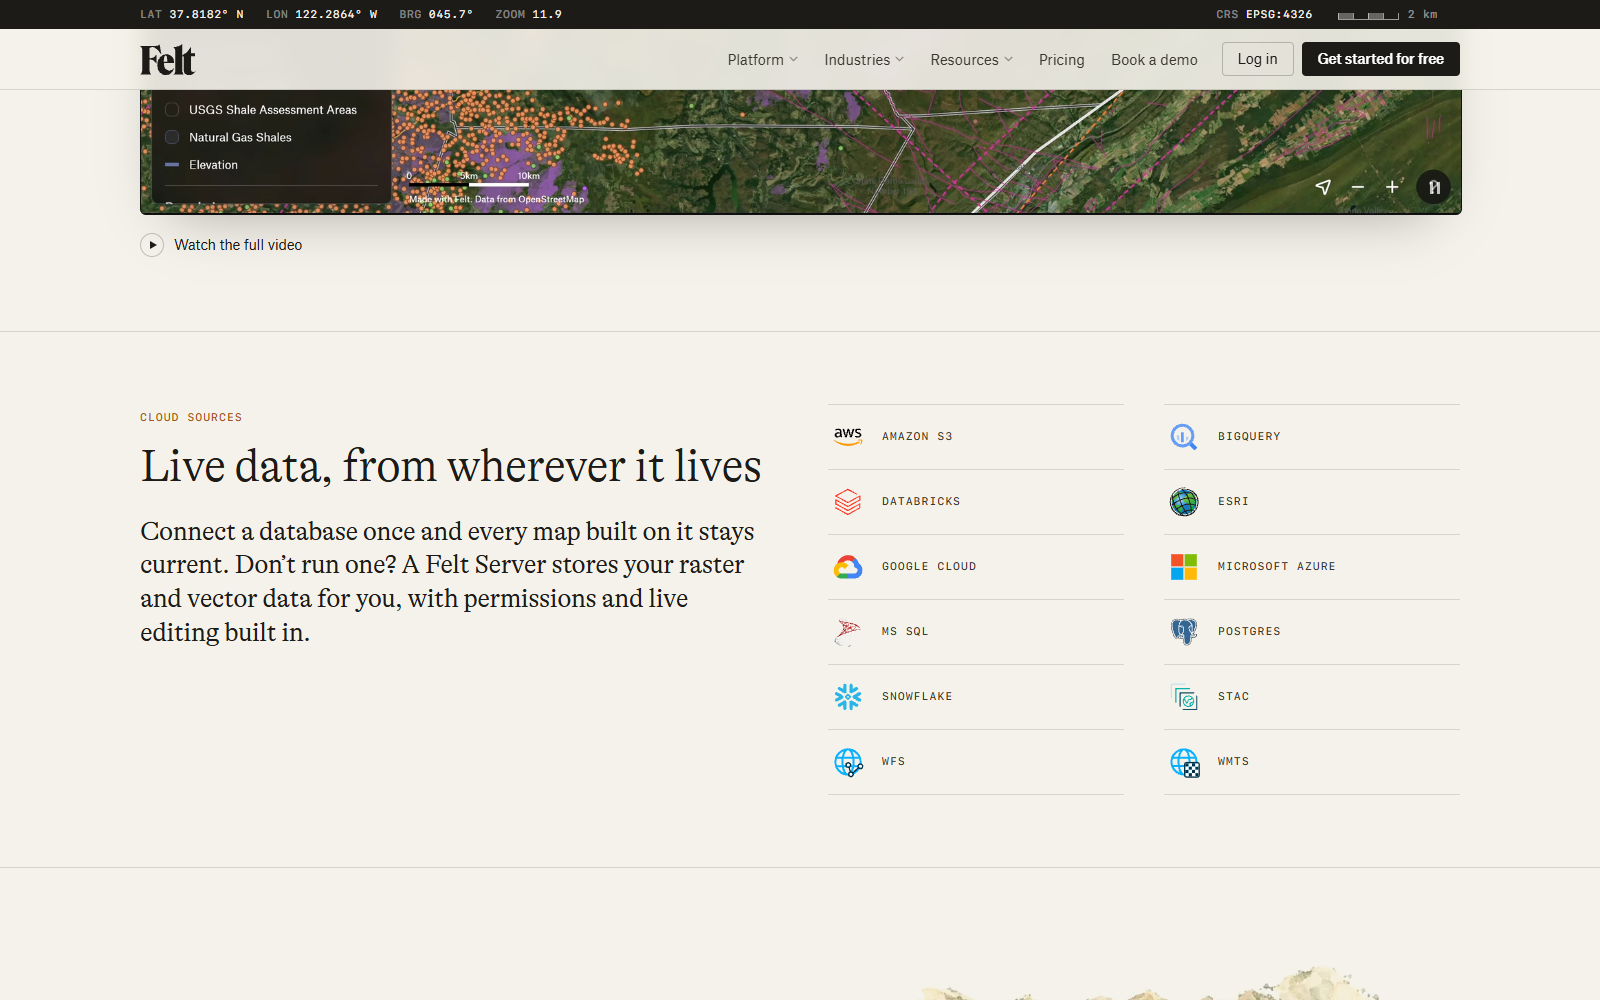 LAT 37.8182° N LON 122.2864° W BRG 045.7° ZOOM 11.9 CRS EPSG:4326 2 km
Felt Platform Industries Resources Pricing Book a demo Log in Get started for free
USGS Shale Assessment Areas
Natural Gas Shales
Elevation
0 5km 10km
Made with Felt. Data from OpenStreetMap
Watch the full video
CLOUD SOURCES
Live data, from wherever it lives
Connect a database once and every map built on it stays
current. Don’t run one? A Felt Server stores your raster
and vector data for you, with permissions and live
editing built in.
aws AMAZON S3
BIGQUERY
DATABRICKS
ESRI
GOOGLE CLOUD
MICROSOFT AZURE
MS SQL
POSTGRES
SNOWFLAKE
STAC
WFS
WMTS